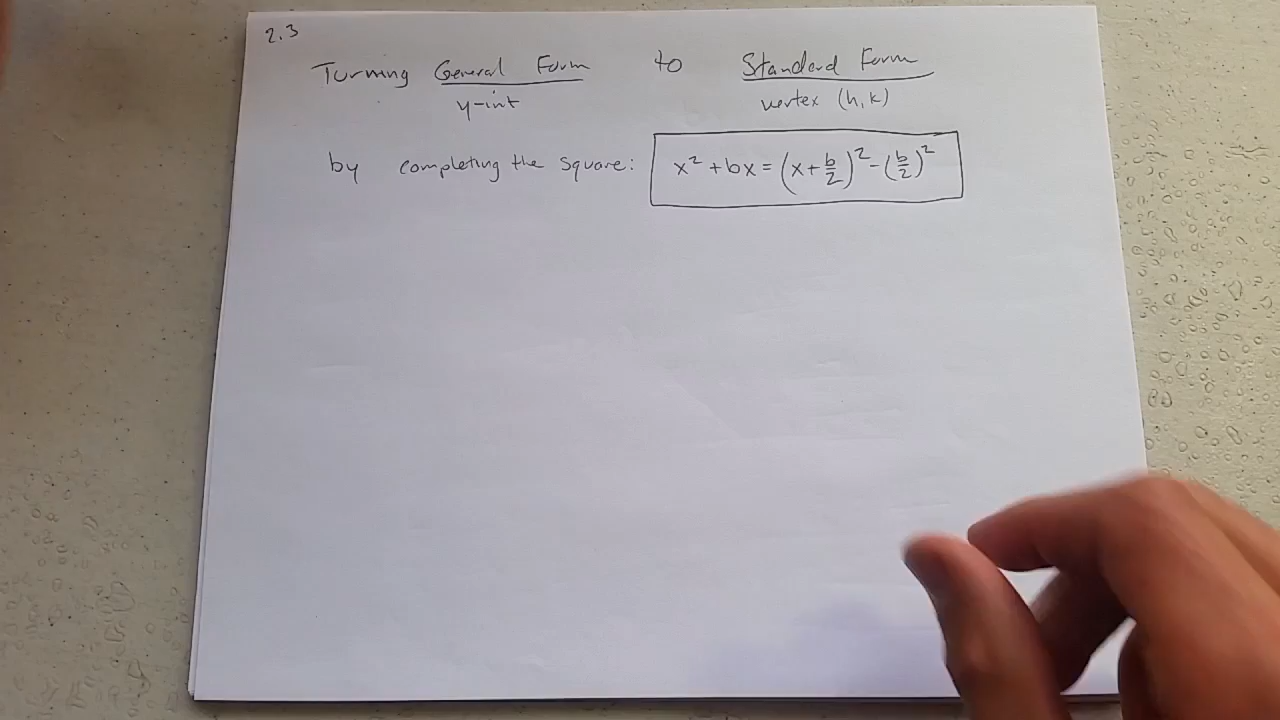 2.3
Turning General Form to Standard Form
y-int vertex (h,k)
by completing the square: x² + bx = (x + b/2)² - (b/2)²